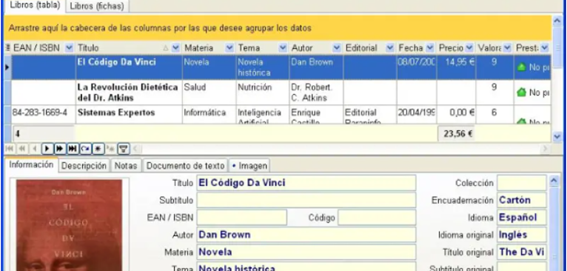 Libros (tabla) Libros (fichas)
Arrastre aquí la cabecera de las columnas por las que desee agrupar los datos
EAN / ISBN Título Materia Tema Autor Editorial Fecha Precio Valora Prest
El Código Da Vinci Novela Novela histórica Dan Brown 08/07/200 14,95 € 9 No p
La Revolución Dietética del Dr. Atkins Salud Nutrición Dr. Robert. C. Atkins 9 No p
84-283-1669-4 Sistemas Expertos Informática Inteligencia Artificial Enrique Castillo Editorial Paraninfo 20/04/199 0,00 € 6 No p
4 23,56 €
Información Descripción Notas Documento de texto • Imagen
Título El Código Da Vinci Colección
Subtítulo Encuadernación Cartón
EAN / ISBN Código Idioma Español
Autor Dan Brown Idioma original Inglés
Materia Novela Título original The Da Vi
Tema Novela histórica Subtítulo original
Dan Brown
EL
CÓDIGO
DA
VINCI